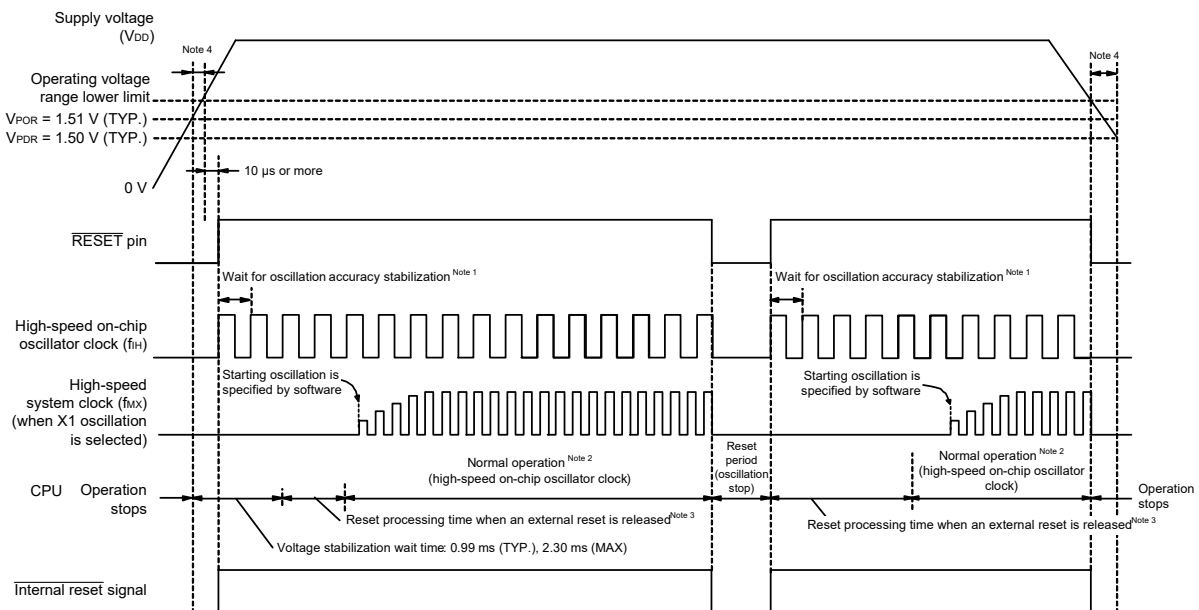 Supply voltage
(VDD)
Note 4
Note 4
Operating voltage
range lower limit
VPOR = 1.51 V (TYP.)
VPDR = 1.50 V (TYP.)
10 µs or more
0 V
RESET pin
Wait for oscillation accuracy stabilization Note 1
Wait for oscillation accuracy stabilization Note 1
High-speed on-chip
oscillator clock (fIH)
Starting oscillation is
specified by software
Starting oscillation is
specified by software
High-speed
system clock (fMX)
(when X1 oscillation
is selected)
Normal operation Note 2
(high-speed on-chip oscillator clock)
Reset
period
(oscillation
stop)
Normal operation Note 2
(high-speed on-chip oscillator
clock)
CPU
Operation
stops
Operation
stops
Reset processing time when an external reset is released Note 3
Reset processing time when an external reset is released Note 3
Voltage stabilization wait time: 0.99 ms (TYP.), 2.30 ms (MAX)
Internal reset signal